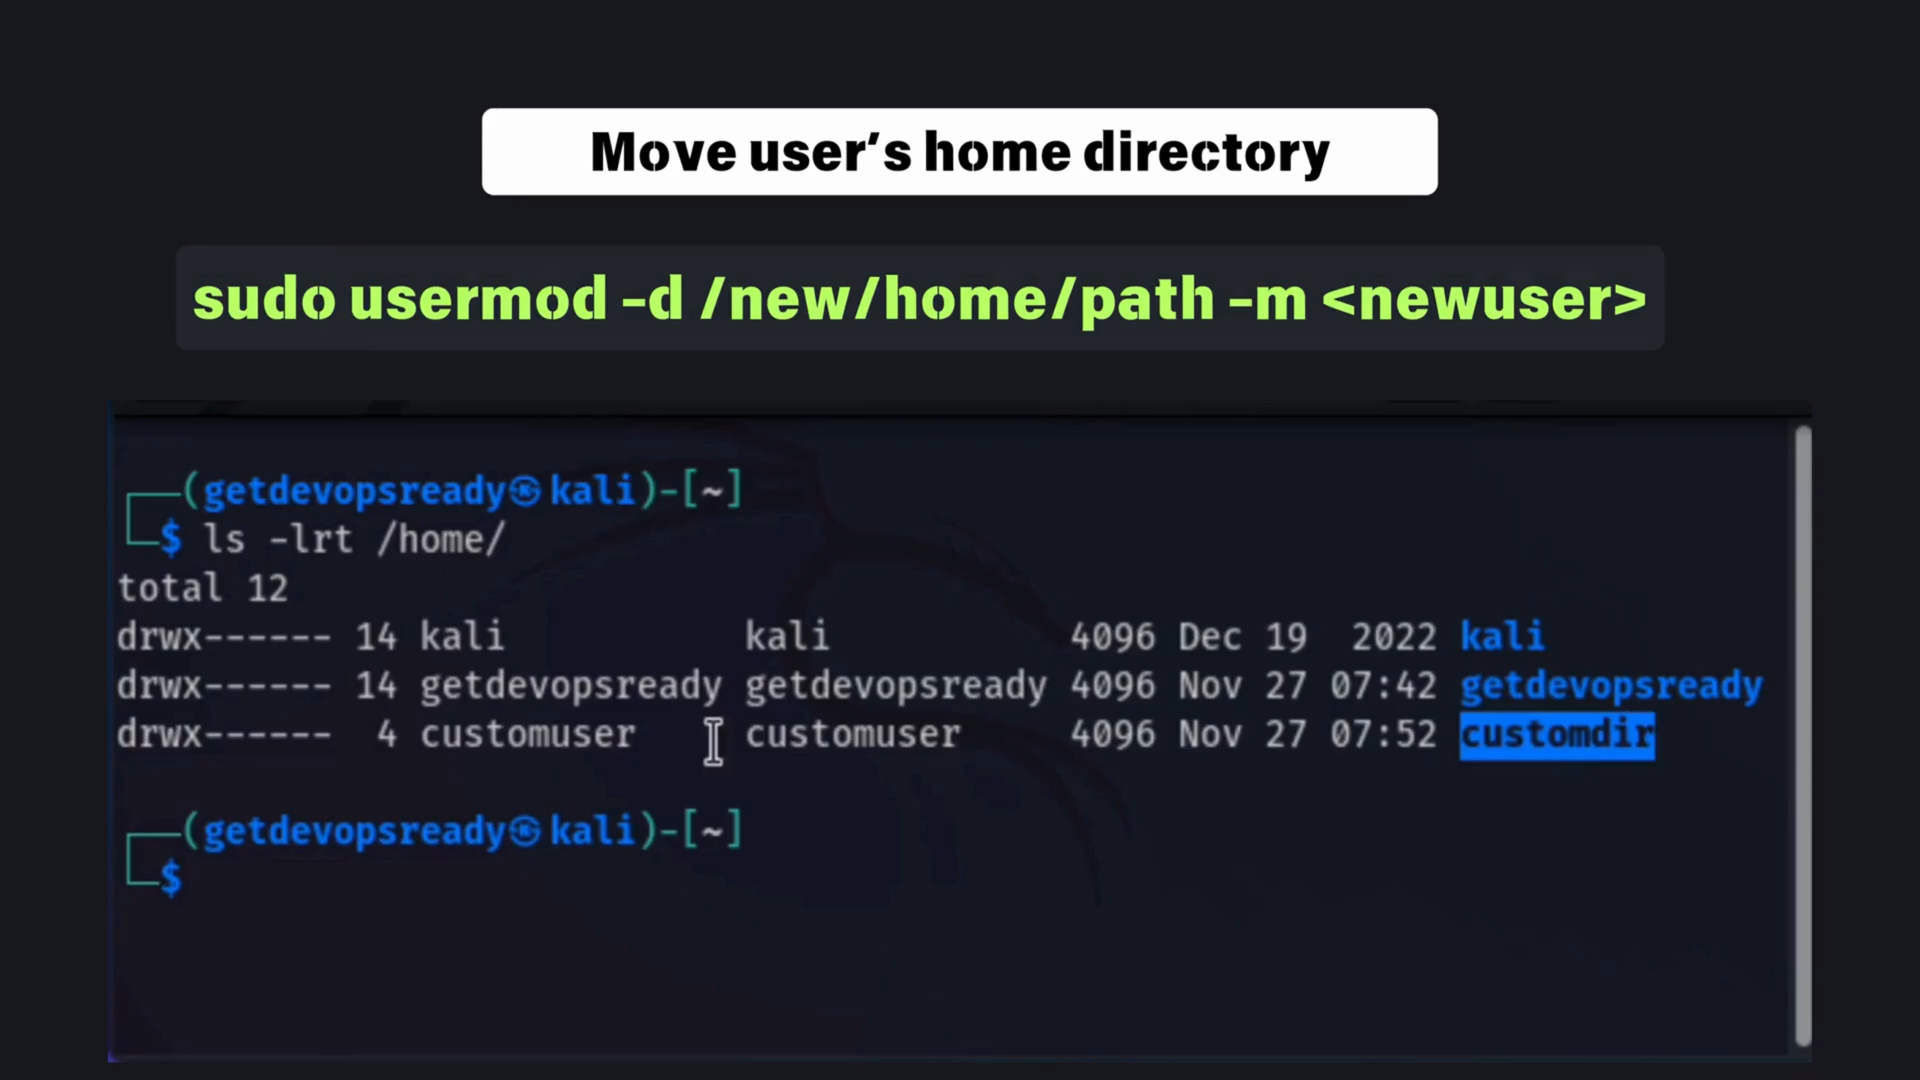 Move user’s home directory
sudo usermod -d /new/home/path -m <newuser>
┌──(getdevopsready㉿kali)-[~]
└─$ ls -lrt /home/
total 12
drwx------ 14 kali kali 4096 Dec 19 2022 kali
drwx------ 14 getdevopsready getdevopsready 4096 Nov 27 07:42 getdevopsready
drwx------ 4 customuser customuser 4096 Nov 27 07:52 customdir
┌──(getdevopsready㉿kali)-[~]
└─$